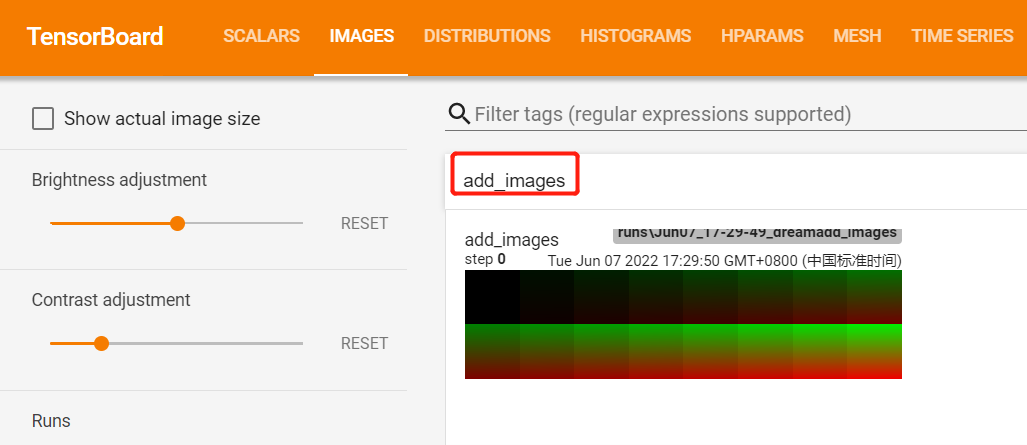 TensorBoard SCALARS IMAGES DISTRIBUTIONS HISTOGRAMS HPARAMS MESH TIME SERIES
Show actual image size
Brightness adjustment
RESET
Contrast adjustment
RESET
Runs
Filter tags (regular expressions supported)
add_images
add_images
runs\Jun07_17-29-49_dreamadd_images
step 0
Tue Jun 07 2022 17:29:50 GMT+0800 (中国标准时间)